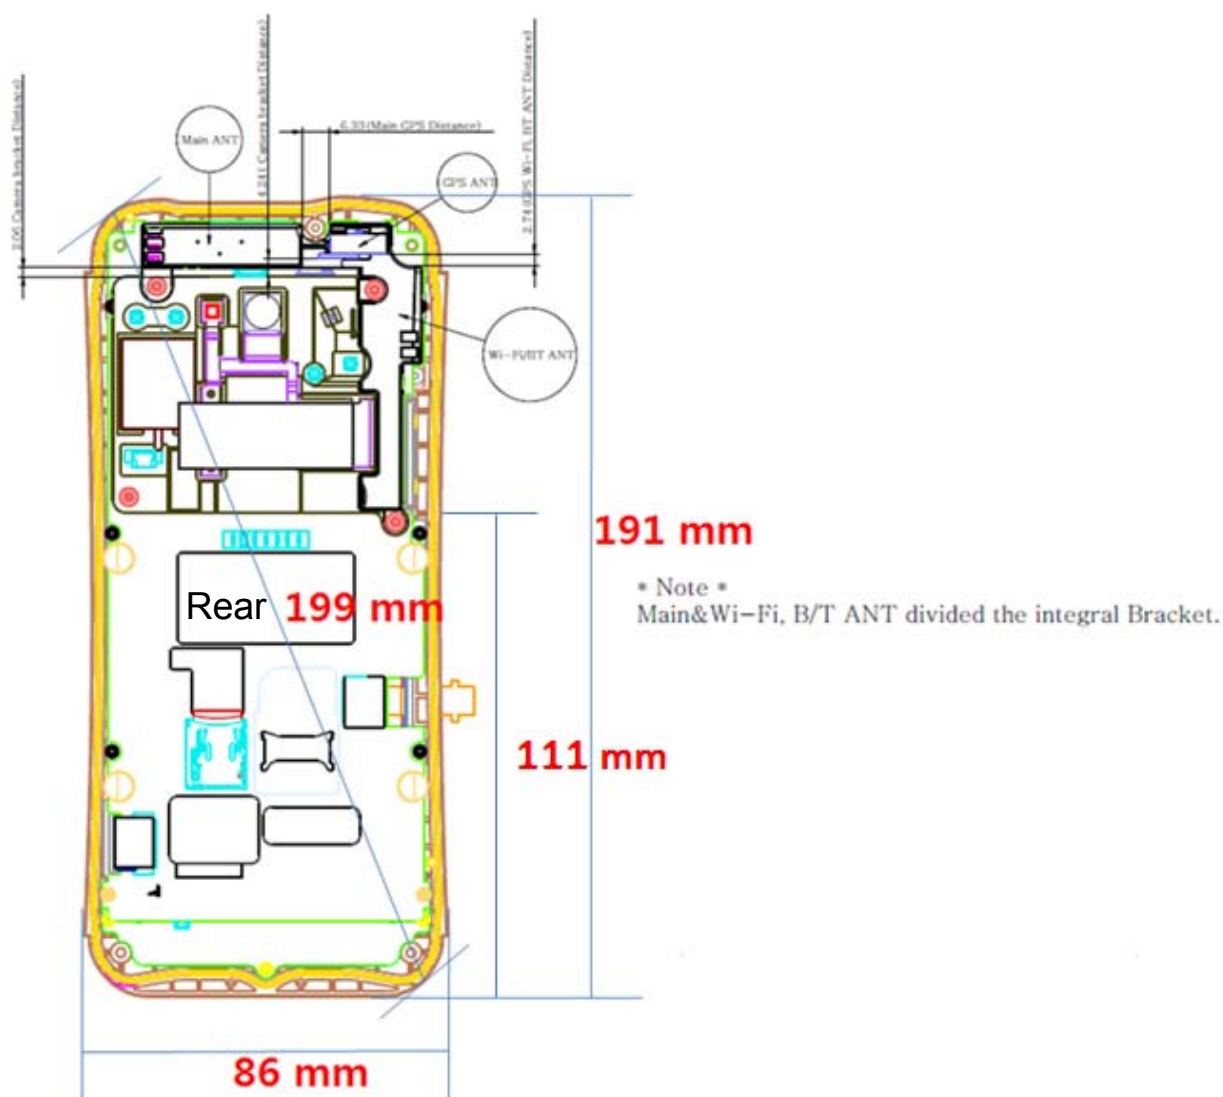 2.06 Camera bracket Distance)
4.24( Camera bracket Distance)
2.74(GPS Wi-Fi, BT ANT Distance)
6.33(Main GPS Distance)
Main ANT
GPS ANT
Wi-Fi/BT ANT
191 mm
* Note *
Main&Wi-Fi, B/T ANT divided the integral Bracket.
Rear 199 mm
111 mm
86 mm